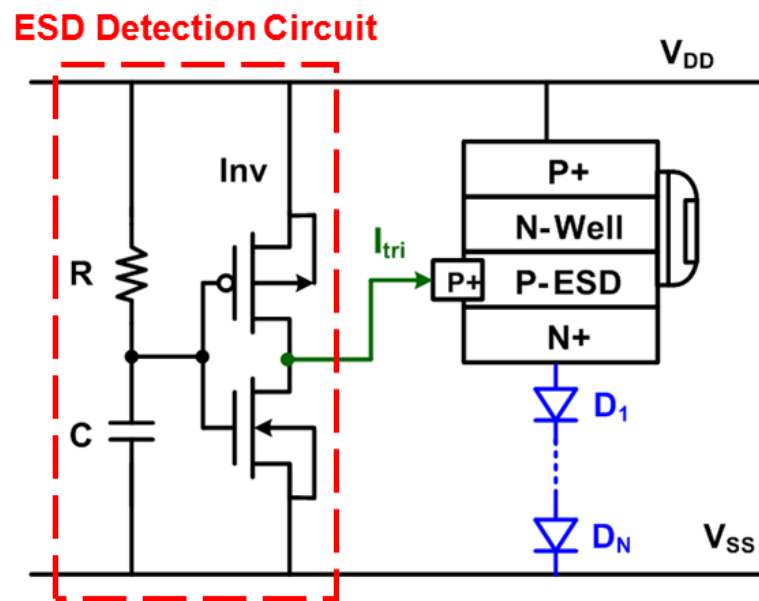 ESD Detection Circuit
VDD
Inv
P+
N-Well
Itri
R
P+
P-ESD
N+
C
D1
DN
VSS